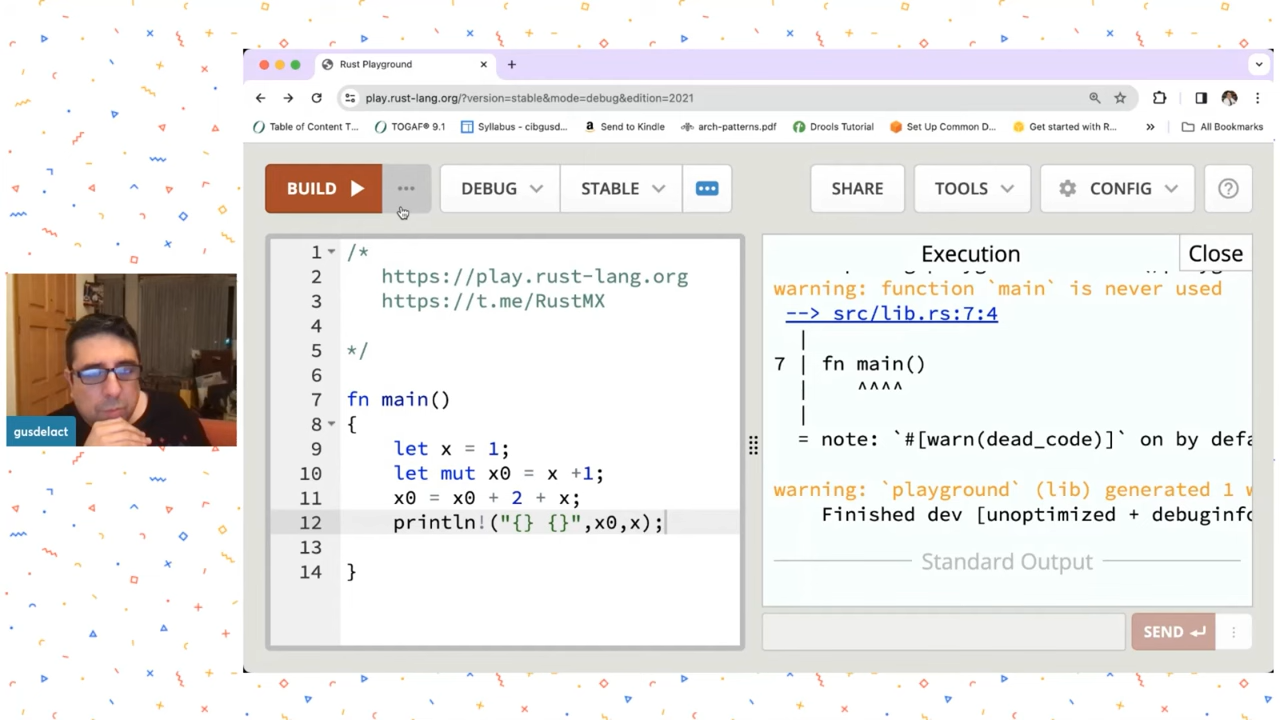 Rust Playground
play.rust-lang.org/?version=stable&mode=debug&edition=2021
Table of Content T...
TOGAF® 9.1
Syllabus - cibgusd...
Send to Kindle
arch-patterns.pdf
Drools Tutorial
Set Up Common D...
Get started with R...
»
All Bookmarks
BUILD
DEBUG
STABLE
SHARE
TOOLS
CONFIG
1 /*
2 https://play.rust-lang.org
3 https://t.me/RustMX
4
5 */
6
7 fn main()
8 {
9 let x = 1;
10 let mut x0 = x +1;
11 x0 = x0 + 2 + x;
12 println!("{} {}",x0,x);
13
14 }
Execution
Close
warning: function `main` is never used
--> src/lib.rs:7:4
|
7 | fn main()
| ^^^^
|
= note: `#[warn(dead_code)]` on by defa
warning: `playground` (lib) generated 1 w
Finished dev [unoptimized + debuginfo
Standard Output
SEND
gusdelact